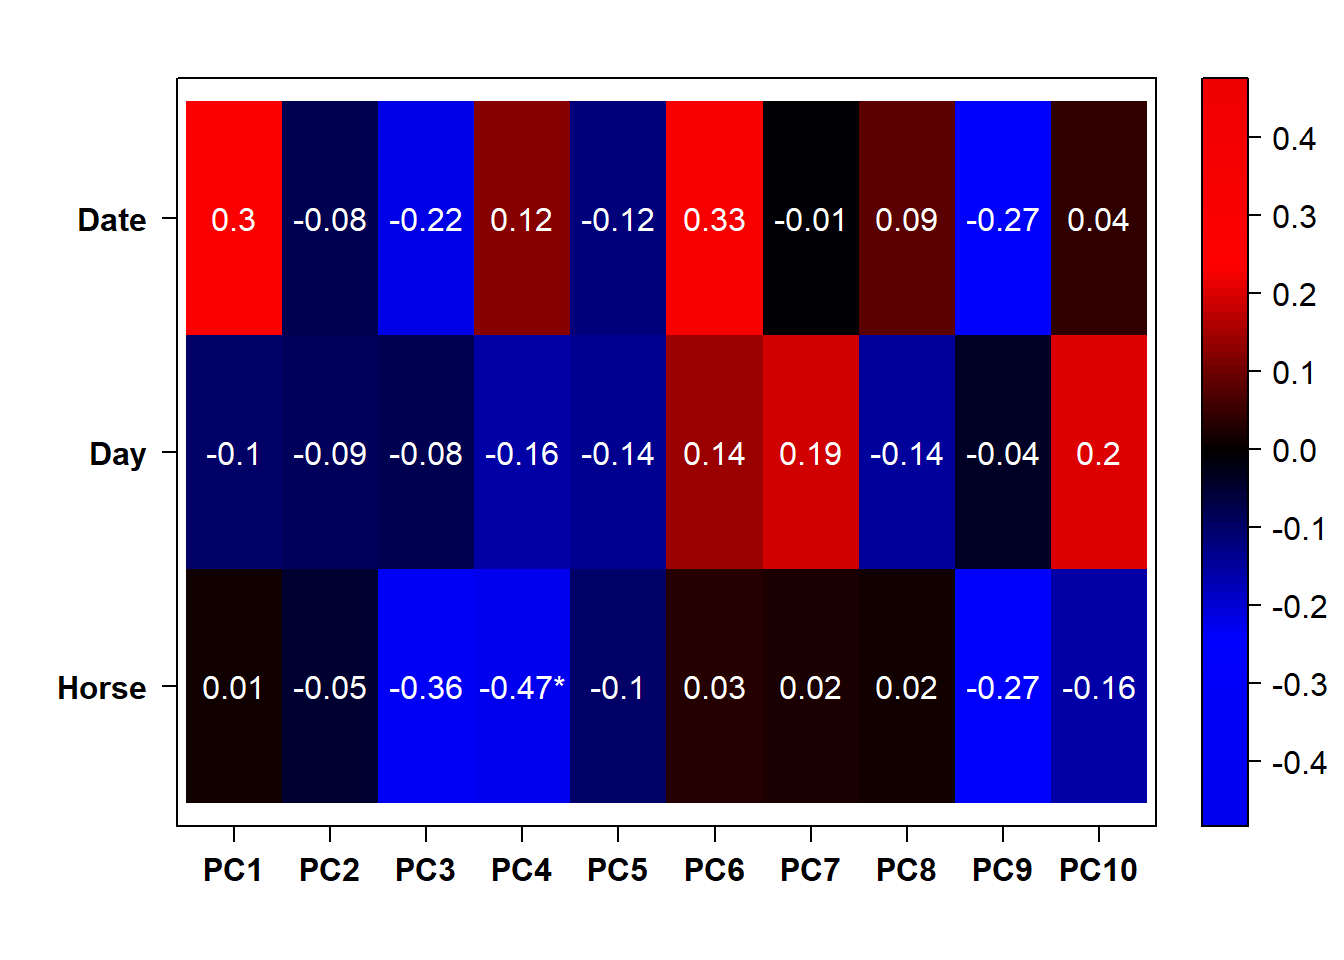 0.4
0.3
Date 0.3 -0.08 -0.22 0.12 -0.12 0.33 -0.01 0.09 -0.27 0.04
0.2
0.1
Day -0.1 -0.09 -0.08 -0.16 -0.14 0.14 0.19 -0.14 -0.04 0.2
0.0
-0.1
-0.2
Horse 0.01 -0.05 -0.36 -0.47* -0.1 0.03 0.02 0.02 -0.27 -0.16
-0.3
-0.4
PC1 PC2 PC3 PC4 PC5 PC6 PC7 PC8 PC9 PC10